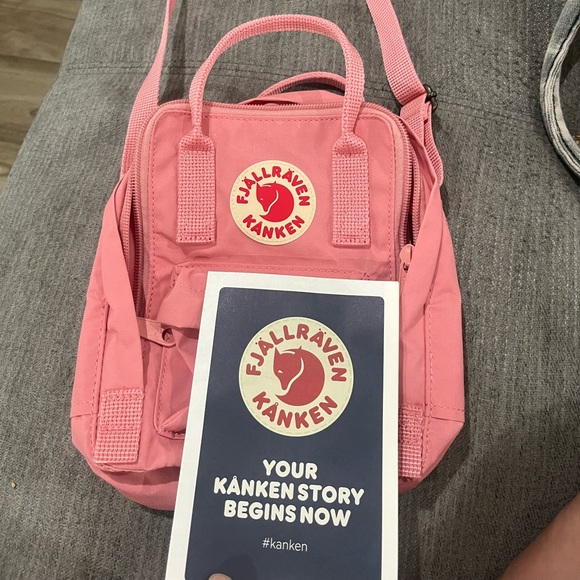 FJÄLLRÄVEN
KÅNKEN
FJÄLLRÄVEN
KÅNKEN
YOUR
KÅNKEN STORY
BEGINS NOW
#kanken